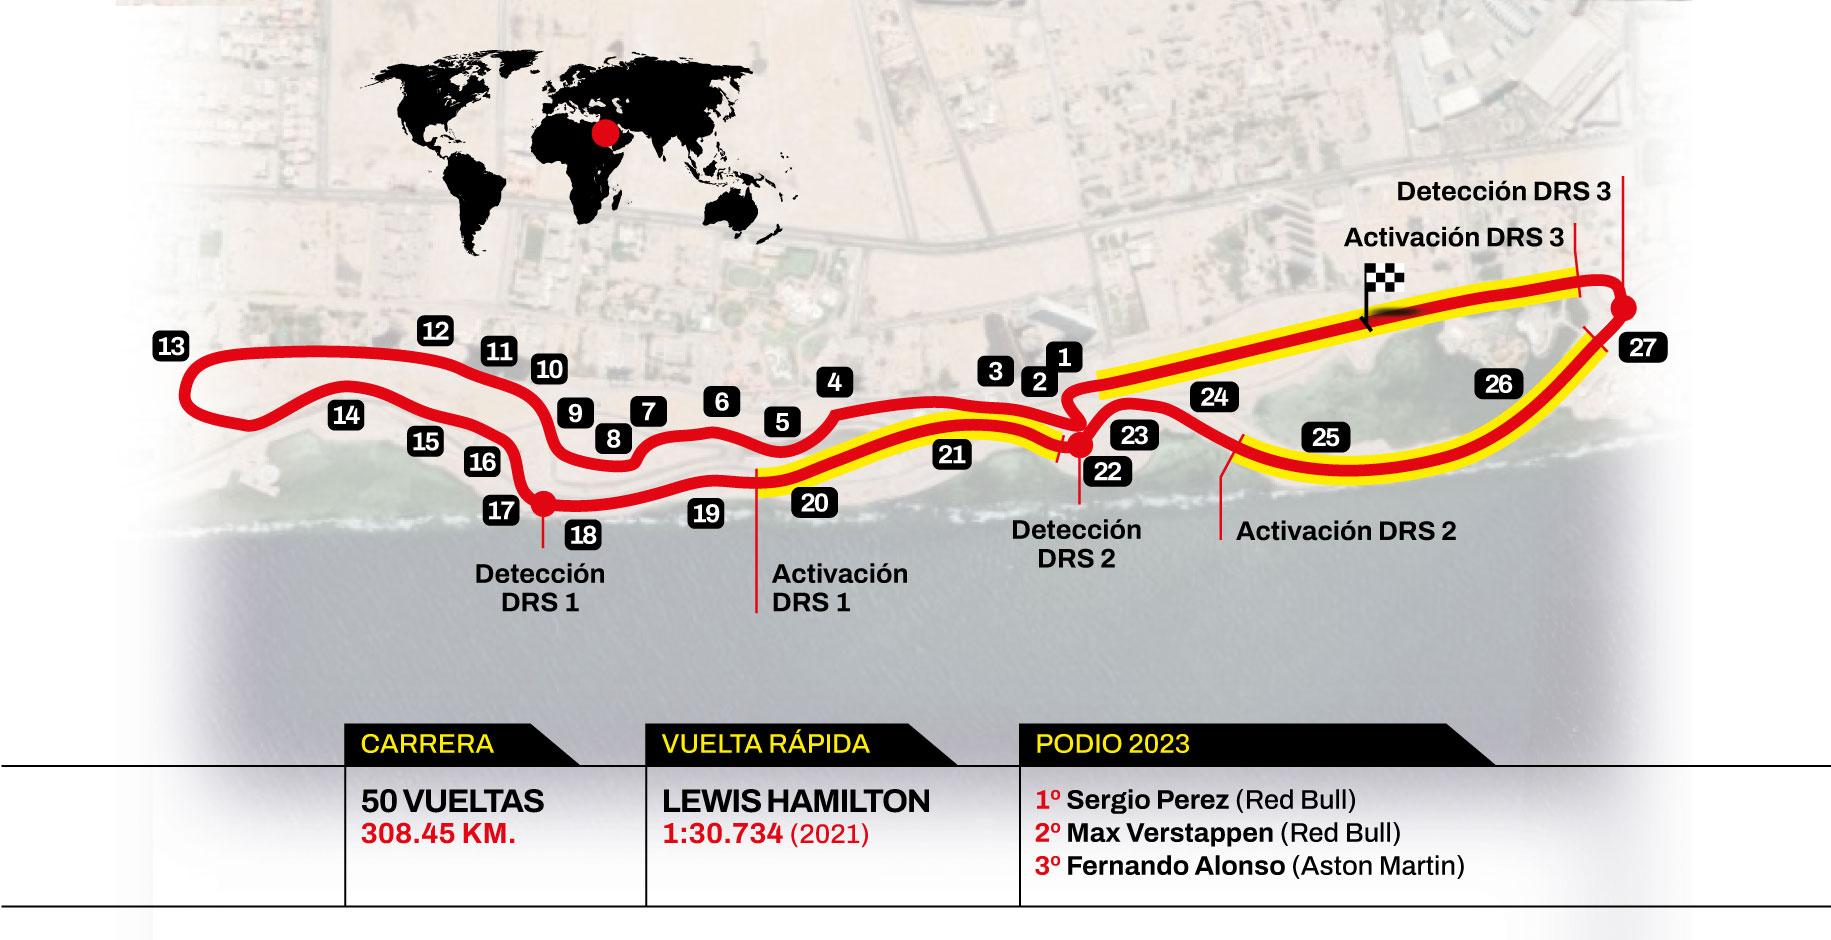 Detección DRS 3
Activación DRS 3
1
2
3
4
5
6
7
8
9
10
11
12
13
14
15
16
17
18
19
20
21
22
23
24
25
26
27
Detección
DRS 1
Activación
DRS 1
Detección
DRS 2
Activación DRS 2
CARRERA
50 VUELTAS
308.45 KM.
VUELTA RÁPIDA
LEWIS HAMILTON
1:30.734 (2021)
PODIO 2023
1º Sergio Perez (Red Bull)
2º Max Verstappen (Red Bull)
3º Fernando Alonso (Aston Martin)